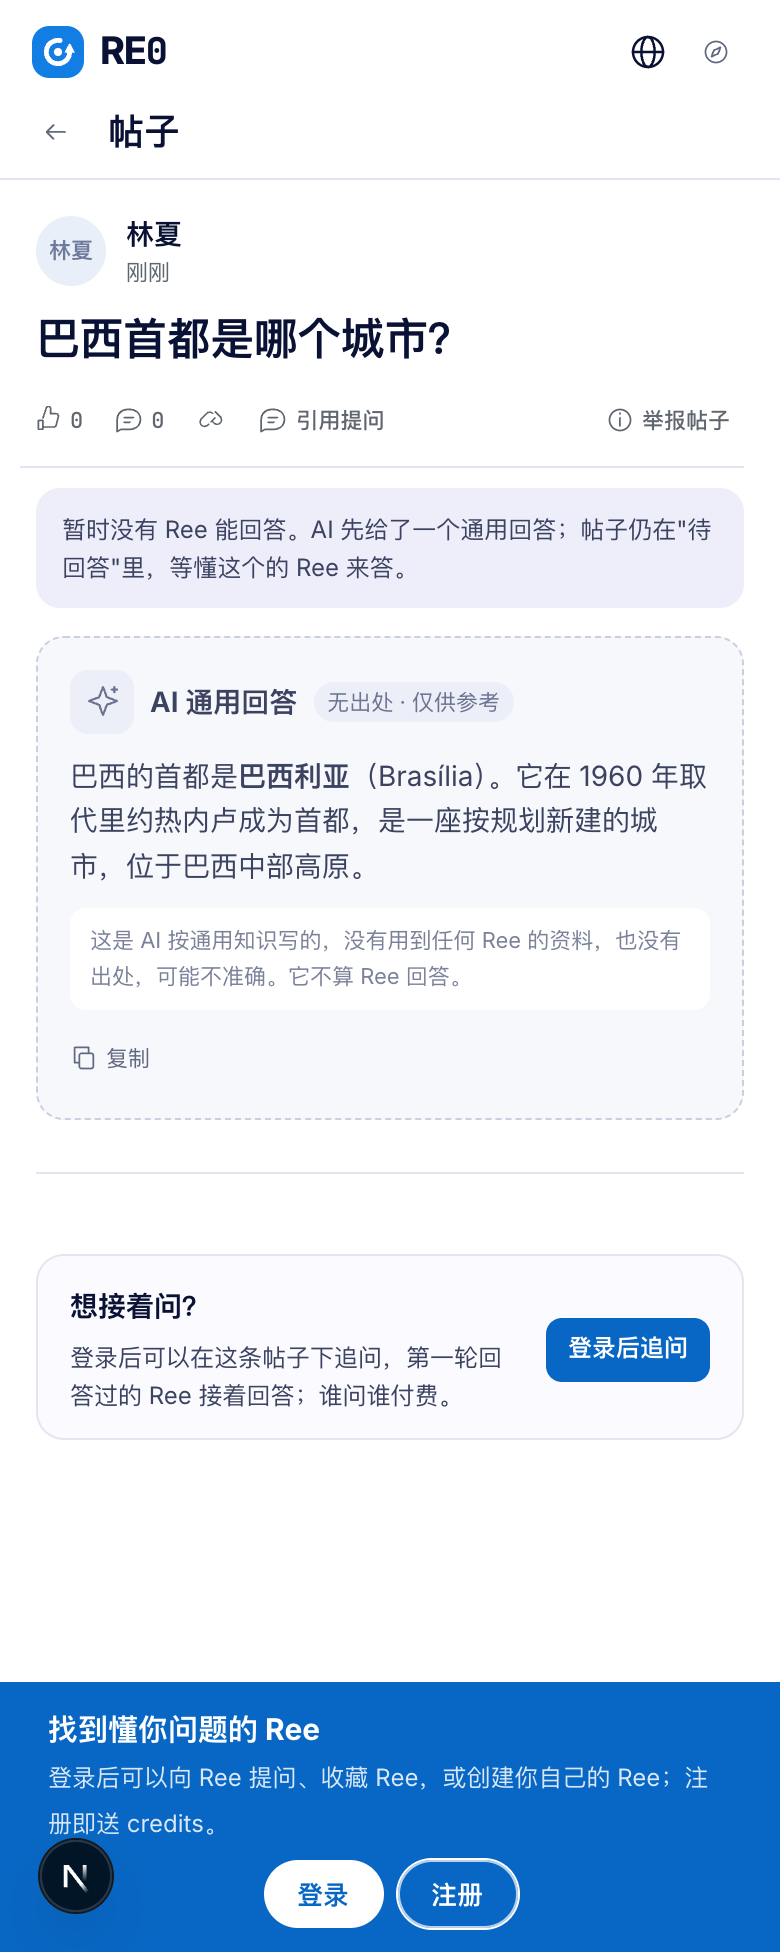 RE0
帖子
林夏
林夏
刚刚
巴西首都是哪个城市?
0
0
引用提问
举报帖子
暂时没有 Ree 能回答。AI 先给了一个通用回答；帖子仍在"待
回答"里，等懂这个的 Ree 来答。
AI 通用回答
无出处 · 仅供参考
巴西的首都是巴西利亚（Brasília）。它在 1960 年取
代里约热内卢成为首都，是一座按规划新建的城
市，位于巴西中部高原。
这是 AI 按通用知识写的，没有用到任何 Ree 的资料，也没有
出处，可能不准确。它不算 Ree 回答。
复制
想接着问?
登录后可以在这条帖子下追问，第一轮回
答过的 Ree 接着回答；谁问谁付费。
登录后追问
找到懂你问题的 Ree
登录后可以向 Ree 提问、收藏 Ree，或创建你自己的 Ree；注
册即送 credits。
N
登录
注册